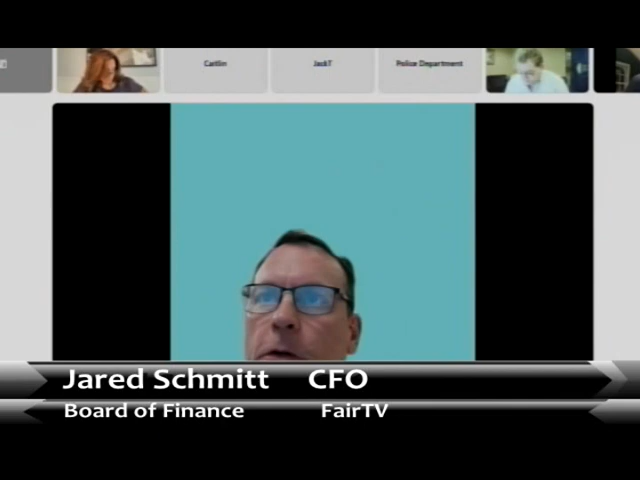 Caitlin JackT Police Department
Jared Schmitt CFO
Board of Finance FairTV